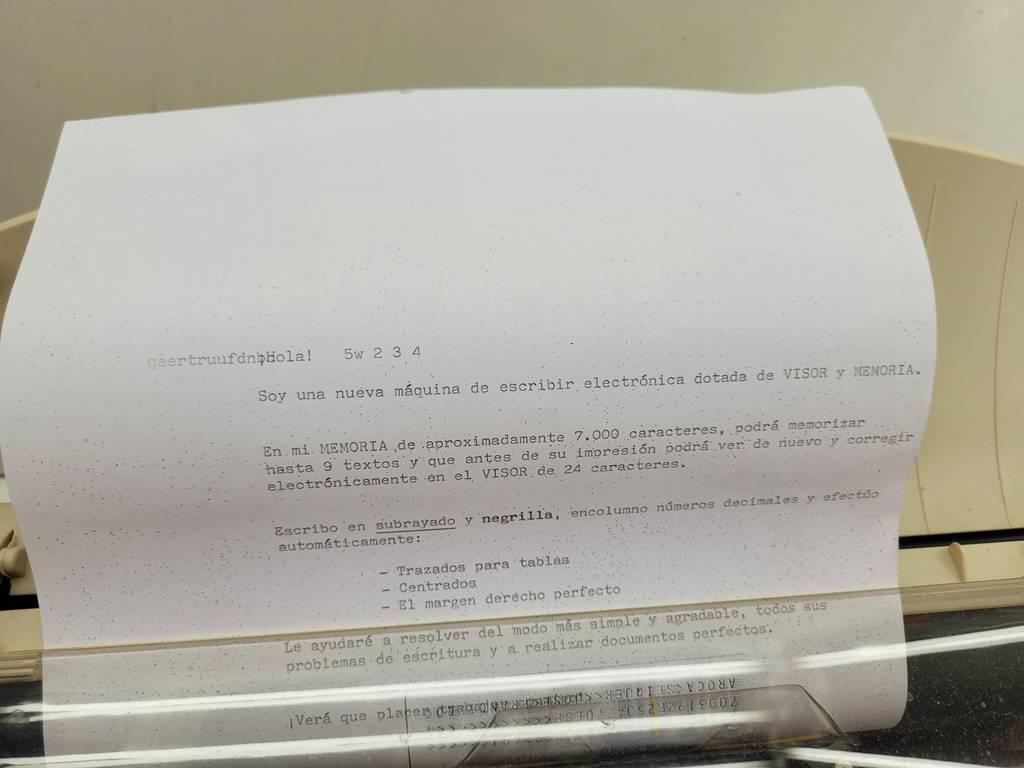 qeertruufdnþHola! 5w 2 3 4
Soy una nueva máquina de escribir electrónica dotada de VISOR y MEMORIA.
En mi MEMORIA de aproximadamente 7.000 caracteres, podrá memorizar
hasta 9 textos y que antes de su impresión podrá ver de nuevo y corregir
electrónicamente en el VISOR de 24 caracteres.
Escribo en subrayado y negrilla, encolumno números decimales y efectúo
automáticamente:
- Trazados para tablas
- Centrados
- El margen derecho perfecto
Le ayudaré a resolver del modo más simple y agradable, todos sus
problemas de escritura y a realizar documentos perfectos.
¡Verá que placer